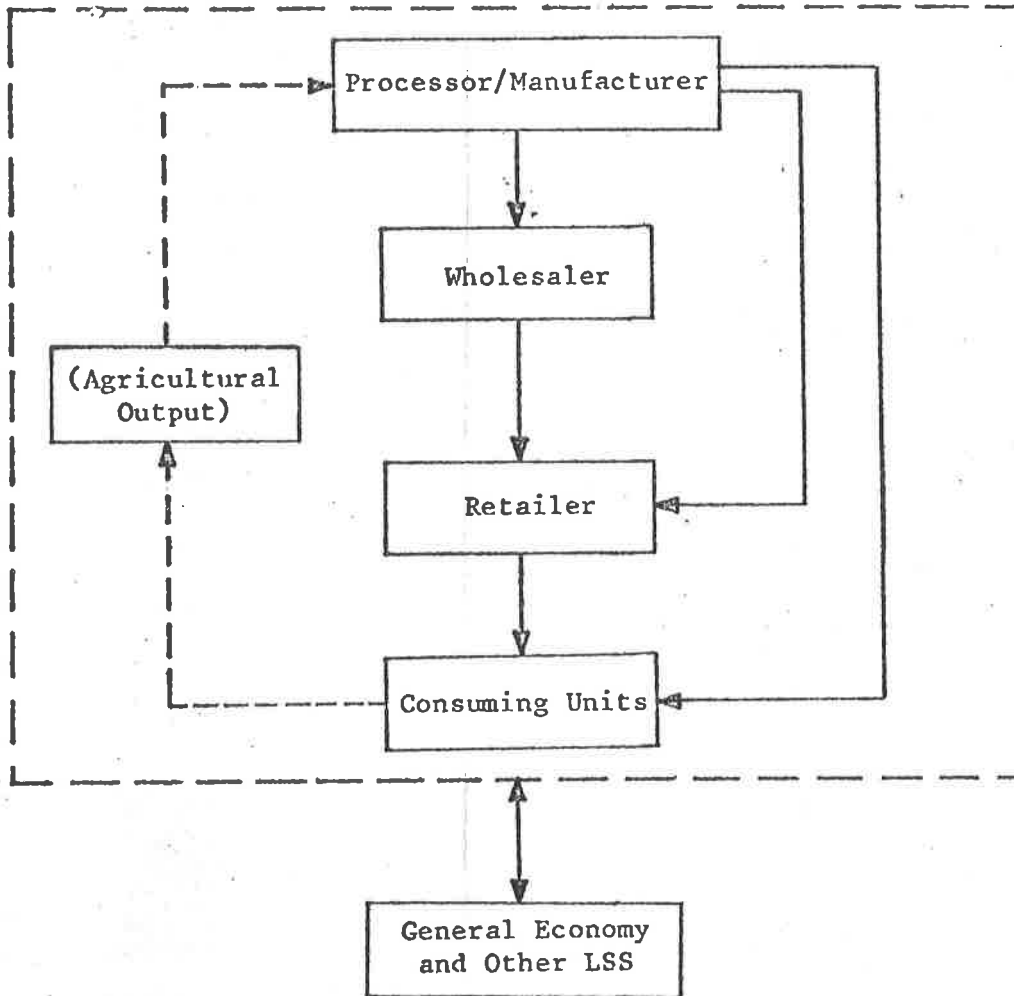 Processor/Manufacturer
Wholesaler
(Agricultural
Output)
Retailer
Consuming Units
General Economy
and Other LSS